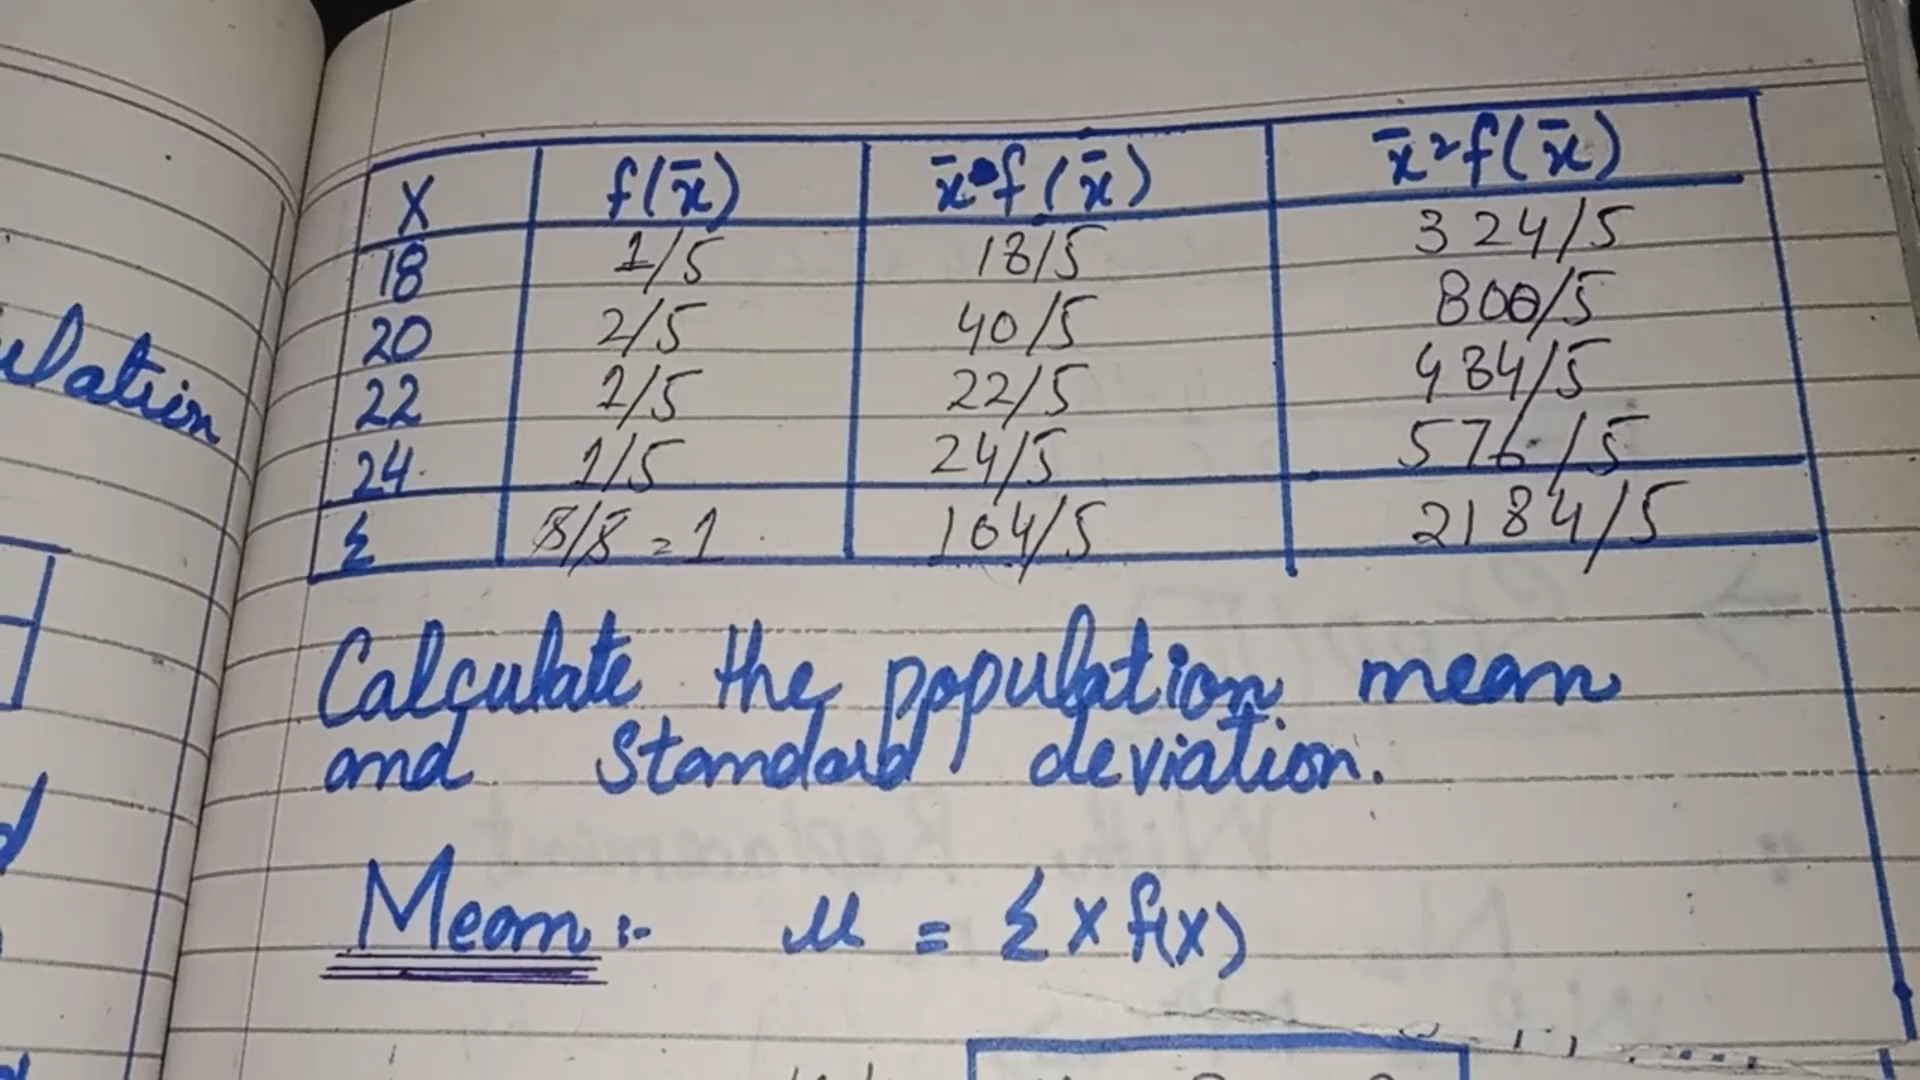 ulation
X f(x̄) x̄ f(x̄) x̄²f(x̄)
18 1/5 18/5 324/5
20 2/5 40/5 800/5
22 1/5 22/5 484/5
24 1/5 24/5 576/5
Σ 5/5 = 1 104/5 2184/5
Calculate the population mean
and Standard deviation.
Mean:- μ = Σ X f(X)